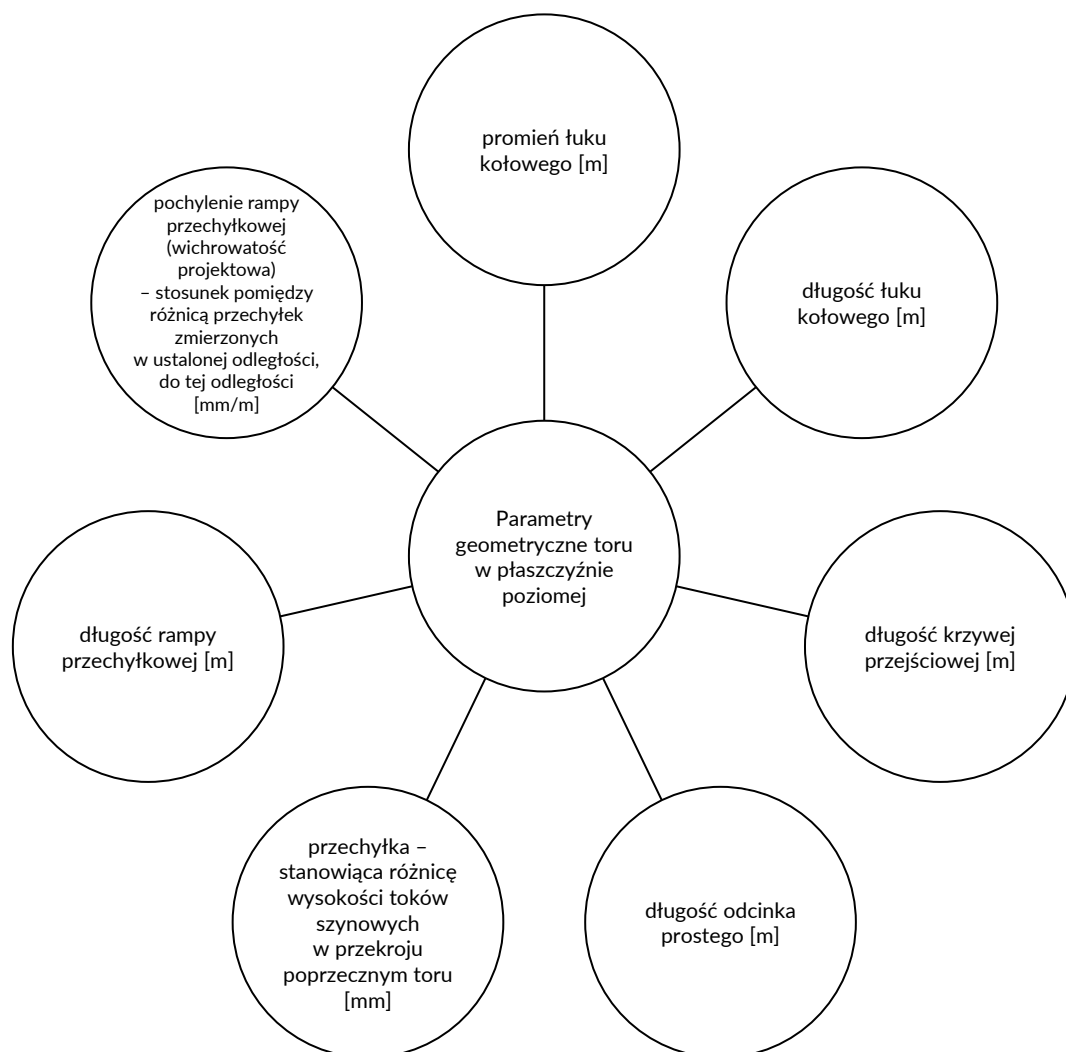 promień łuku
kołowego [m]
pochylenie rampy
przechyłkowej
(wichrowatość
projektowa)
– stosunek pomiędzy
różnicą przechyłek
zmierzonych
w ustalonej odległości,
do tej odległości
[mm/m]
długość łuku
kołowego [m]
Parametry
geometryczne toru
w płaszczyźnie
poziomej
długość rampy
przechyłkowej [m]
długość krzywej
przejściowej [m]
przechyłka –
stanowiąca różnicę
wysokości toków
szynowych
w przekroju
poprzecznym toru
[mm]
długość odcinka
prostego [m]